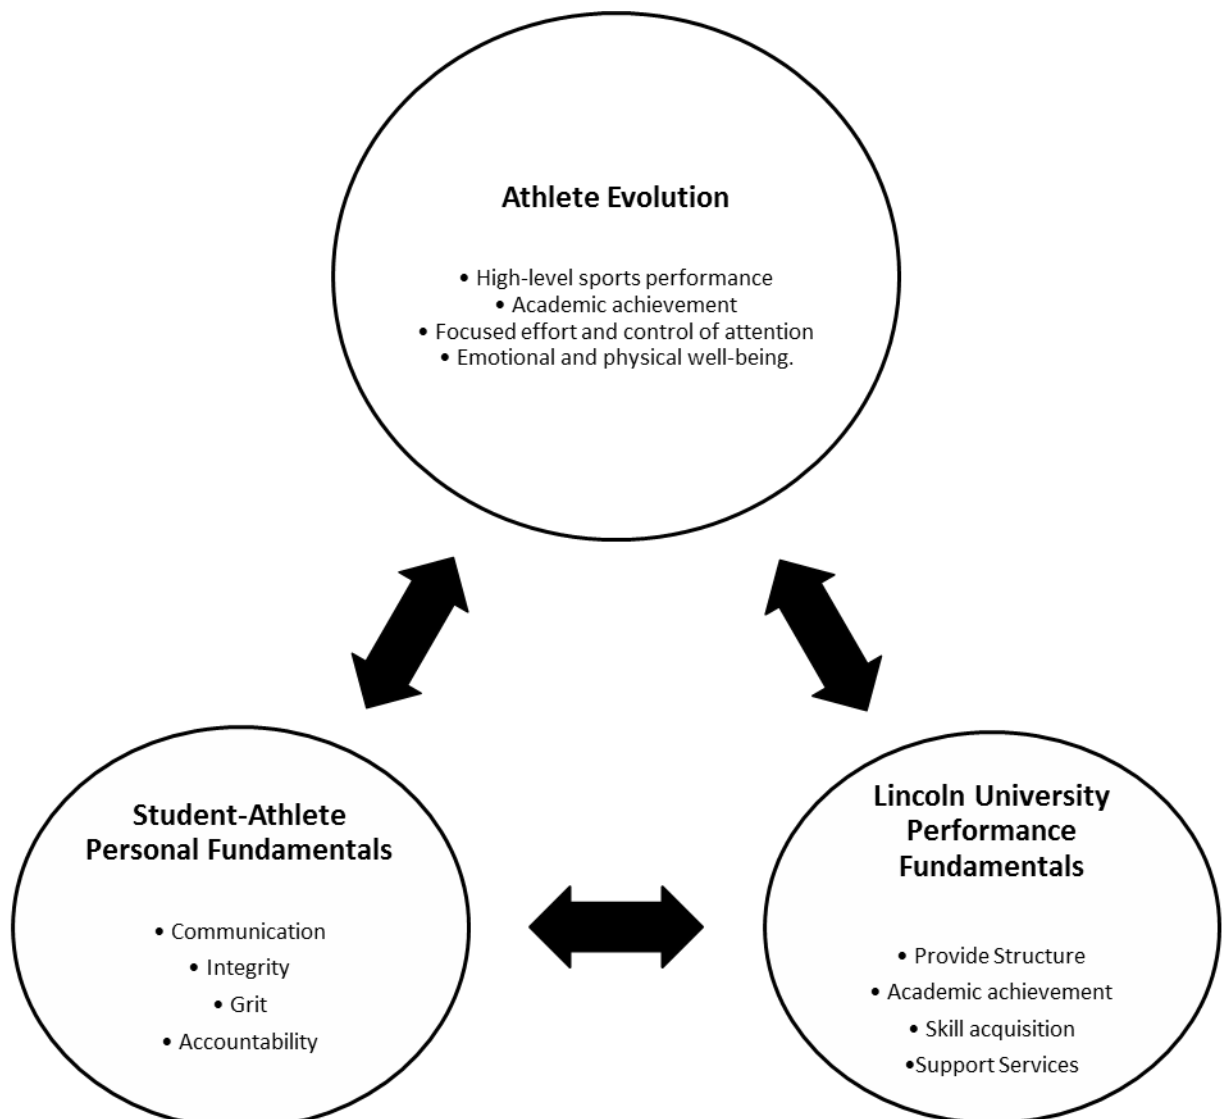 Athlete Evolution
• High-level sports performance
• Academic achievement
• Focused effort and control of attention
• Emotional and physical well-being.
Student-Athlete
Personal Fundamentals
• Communication
• Integrity
• Grit
• Accountability
Lincoln University
Performance
Fundamentals
• Provide Structure
• Academic achievement
• Skill acquisition
•Support Services